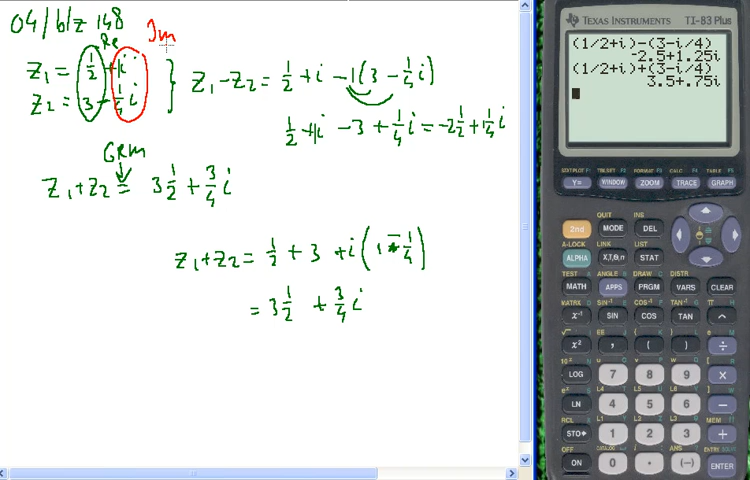 04/b/z 148
Re Im
z1 = 1/2 + i
z2 = 3 - 1/4 i
z1 - z2 = 1/2 + i - 1(3 - 1/4 i)
1/2 + i - 3 + 1/4 i = -2 1/2 + 1 1/4 i
GRM
z1 + z2 = 3 1/2 + 3/4 i
z1 + z2 = 1/2 + 3 + i(1 - 1/4)
= 3 1/2 + 3/4 i
TEXAS INSTRUMENTS TI-83 Plus
(1/2+i)-(3-i/4)
-2.5+1.25i
(1/2+i)+(3-i/4)
3.5+.75i
STAT PLOT F1 TBLSET F2 FORMAT F3 CALC F4 TABLE F5
Y= WINDOW ZOOM TRACE GRAPH
QUIT INS
2nd MODE DEL
A-LOCK LINK LIST
ALPHA X,T,Θ,n STAT
TEST A ANGLE B DRAW C DISTR
MATH APPS PRGM VARS CLEAR
MATRX D SIN⁻¹ E COS⁻¹ F TAN⁻¹ G π H
x⁻¹ SIN COS TAN ^
√ I EE J { K } L e M
x² , ( ) ÷
10ˣ N u O v P w Q [ R
LOG 7 8 9 ×
eˣ S L4 T L5 U L6 V ] W
LN 4 5 6 −
RCL X L1 Y L2 Z L3 θ MEM "
STO▸ 1 2 3 +
OFF CATALOG i : ANS ? ENTRY SOLVE
ON 0 . (−) ENTER